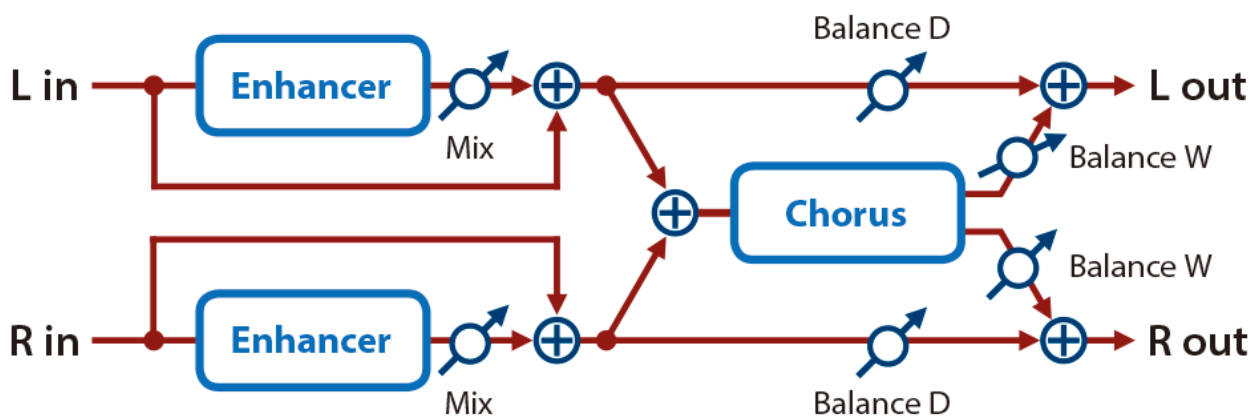 Balance D
L in
Enhancer
L out
Mix
Balance W
Chorus
Balance W
R in
Enhancer
R out
Mix
Balance D